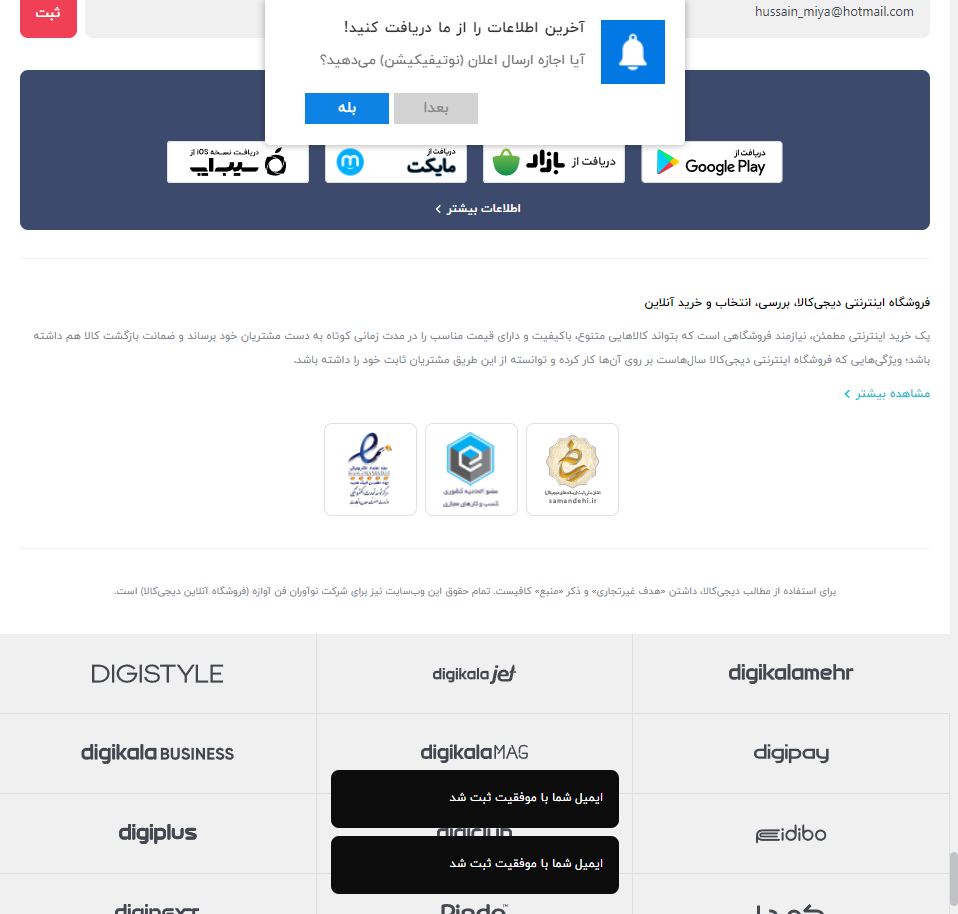 hussain_miya@hotmail.com
ثبت
آخرین اطلاعات را از ما دریافت کنید!
آیا اجازه ارسال اعلان (نوتیفیکیشن) می‌دهید؟
بعدا
بله
دریافت از
Google Play
دریافت از بازار
دریافت از
مایکت
دریافت نسخه iOS از
سیب‌اپ
اطلاعات بیشتر
فروشگاه اینترنتی دیجی‌کالا، بررسی، انتخاب و خرید آنلاین
یک خرید اینترنتی مطمئن، نیازمند فروشگاهی است که بتواند کالاهایی متنوع، باکیفیت و دارای قیمت مناسب را در مدت زمانی کوتاه به دست مشتریان خود برساند و ضمانت بازگشت کالا هم داشته
باشد؛ ویژگی‌هایی که فروشگاه اینترنتی دیجی‌کالا سال‌هاست بر روی آن‌ها کار کرده و توانسته از این طریق مشتریان ثابت خود را داشته باشد.
مشاهده بیشتر
samandehi.ir
عضو اتحادیه کشوری
کسب و کارهای مجازی
برای استفاده از مطالب دیجی‌کالا، داشتن «هدف غیرتجاری» و ذکر «منبع» کافیست. تمام حقوق این وب‌سایت نیز برای شرکت نوآوران فن آوازه (فروشگاه آنلاین دیجی‌کالا) است.
digikalamehr
digikala jet
DIGISTYLE
digipay
digikala MAG
digikala BUSINESS
ایمیل شما با موفقیت ثبت شد
fidibo
digiclub
digiplus
ایمیل شما با موفقیت ثبت شد
Pindo™
diginext